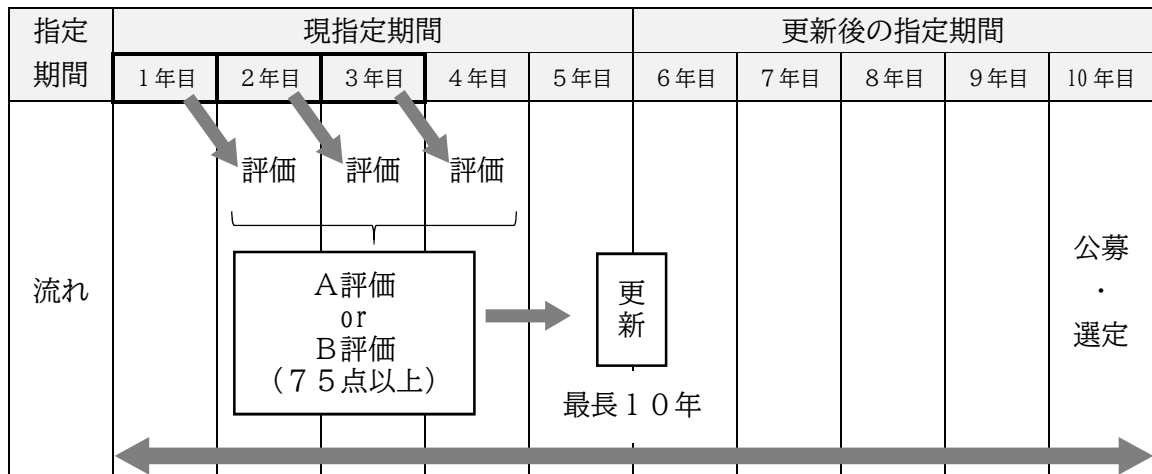 指定期間
現指定期間
更新後の指定期間
1年目
2年目
3年目
4年目
5年目
6年目
7年目
8年目
9年目
10年目
流れ
評価
評価
評価
A評価
or
B評価
(75点以上)
更新
最長10年
公募
・
選定